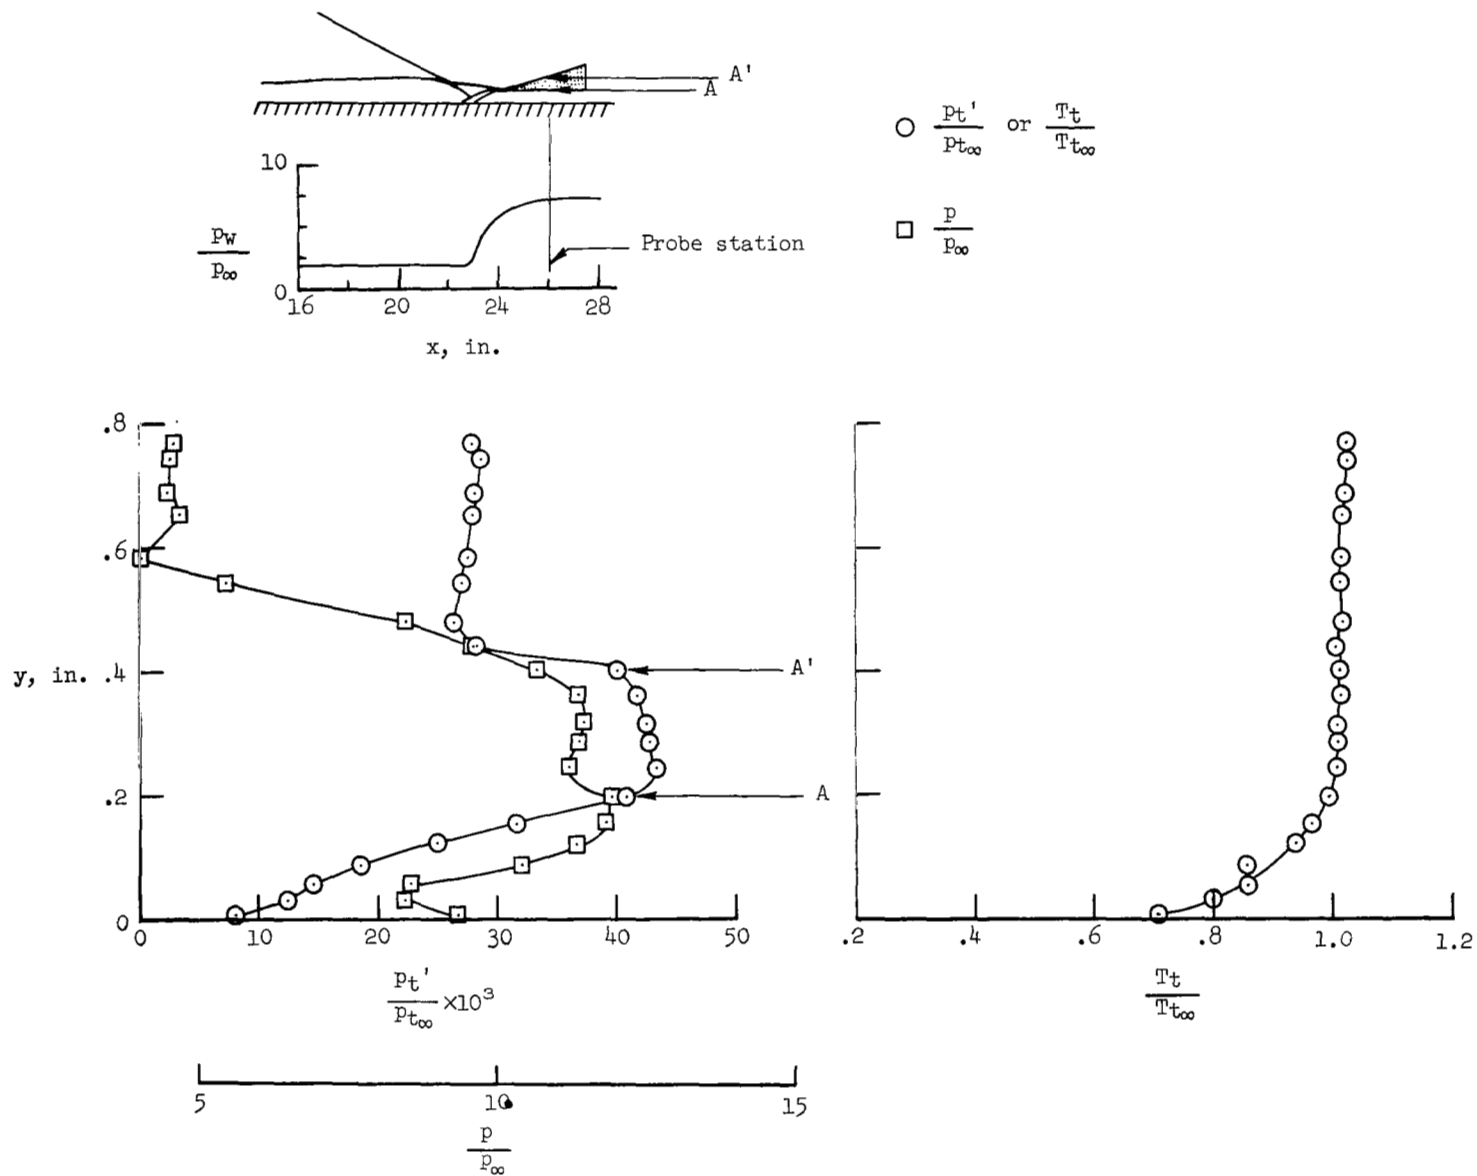 A'
A
○ pt'/pt∞ or Tt/Tt∞
□ p/p∞
10
pw/p∞
0
Probe station
16 20 24 28
x, in.
.8
.6
y, in. .4
.2
0
A'
A
0 10 20 30 40 50
pt'/pt∞ ×10³
5 10 15
p/p∞
.2 .4 .6 .8 1.0 1.2
Tt/Tt∞